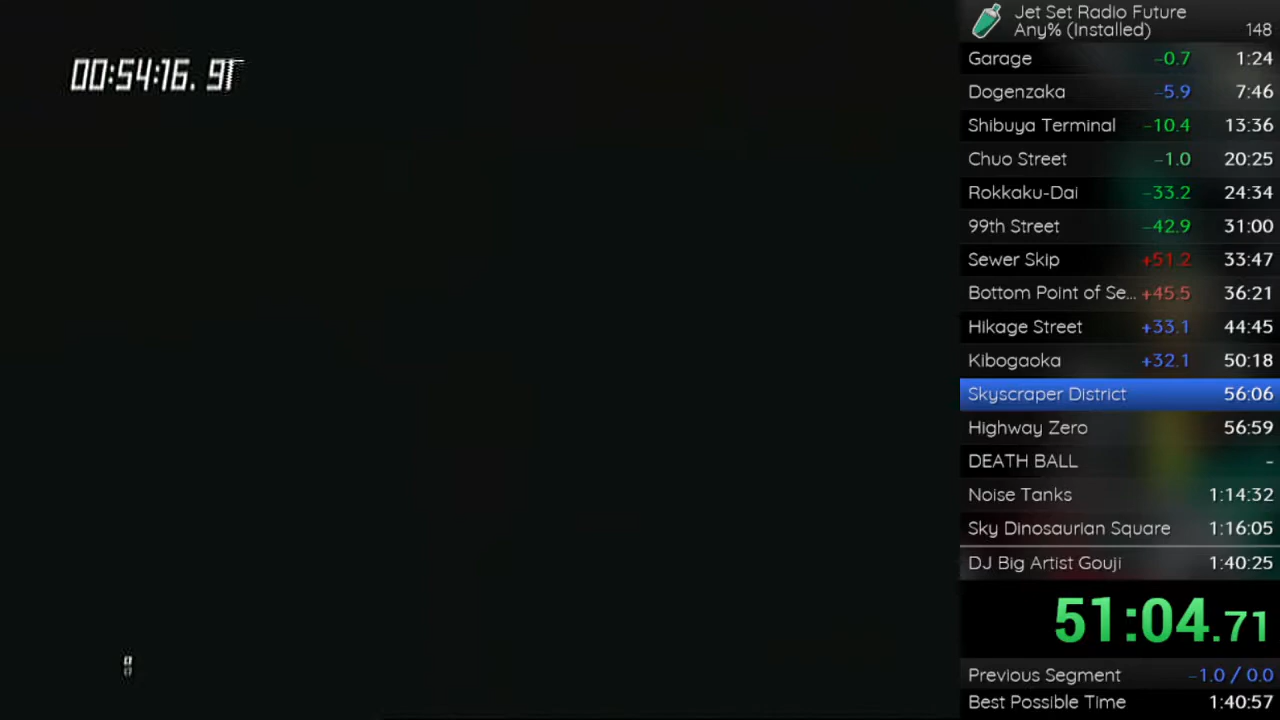 00:54:16. 91
Jet Set Radio Future
Any% (Installed) 148
Garage -0.7 1:24
Dogenzaka -5.9 7:46
Shibuya Terminal -10.4 13:36
Chuo Street -1.0 20:25
Rokkaku-Dai -33.2 24:34
99th Street -42.9 31:00
Sewer Skip +51.2 33:47
Bottom Point of Se... +45.5 36:21
Hikage Street +33.1 44:45
Kibogaoka +32.1 50:18
Skyscraper District 56:06
Highway Zero 56:59
DEATH BALL -
Noise Tanks 1:14:32
Sky Dinosaurian Square 1:16:05
DJ Big Artist Gouji 1:40:25
51:04.71
Previous Segment -1.0 / 0.0
Best Possible Time 1:40:57